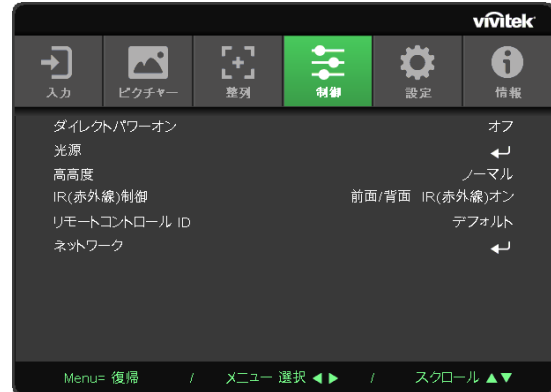 vivitek
入力 ピクチャー 整列 制御 設定 情報
ダイレクトパワーオン オフ
光源
高高度 ノーマル
IR(赤外線)制御 前面/背面 IR(赤外線)オン
リモートコントロール ID デフォルト
ネットワーク
Menu= 復帰 / メニュー 選択 ◀ ▶ / スクロール ▲▼